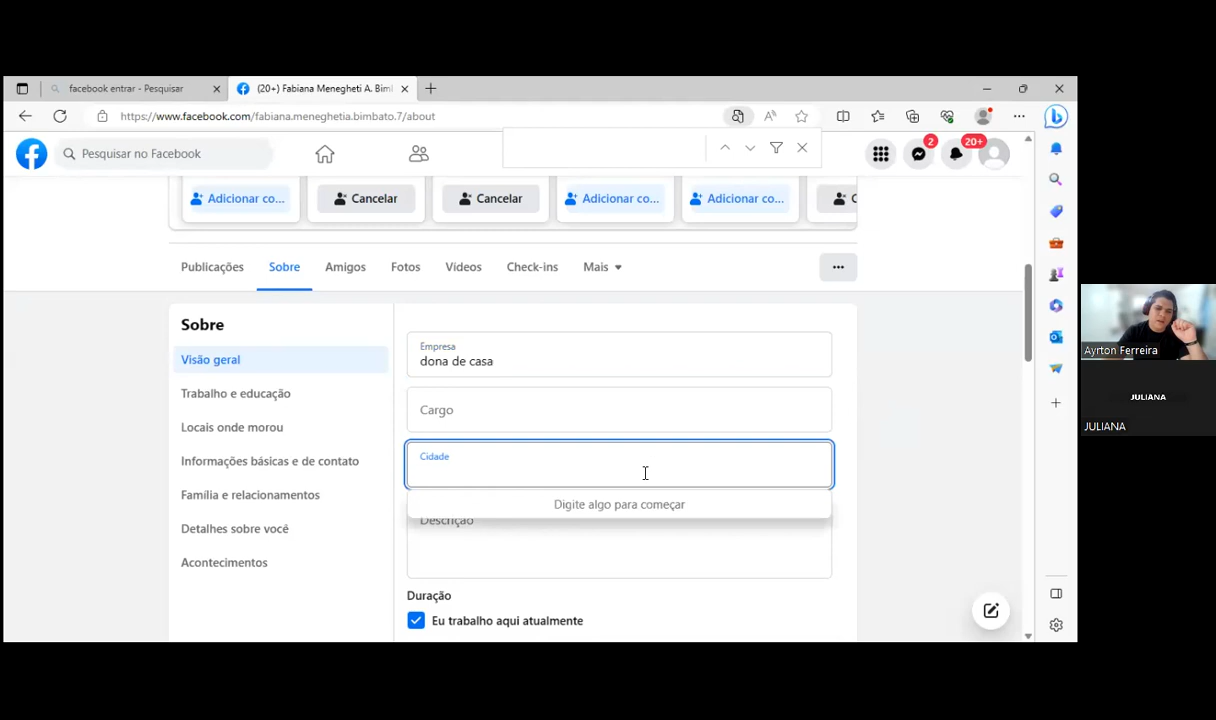 facebook entrar - Pesquisar
(20+) Fabiana Menegheti A. Bimb
https://www.facebook.com/fabiana.meneghetia.bimbato.7/about
Pesquisar no Facebook
2
20+
Adicionar co...
Cancelar
Cancelar
Adicionar co...
Adicionar co...
C
Publicações
Sobre
Amigos
Fotos
Vídeos
Check-ins
Mais
Sobre
Visão geral
Trabalho e educação
Locais onde morou
Informações básicas e de contato
Família e relacionamentos
Detalhes sobre você
Acontecimentos
Empresa
dona de casa
Cargo
Cidade
Digite algo para começar
Descrição
Duração
Eu trabalho aqui atualmente
Ayrton Ferreira
JULIANA
JULIANA